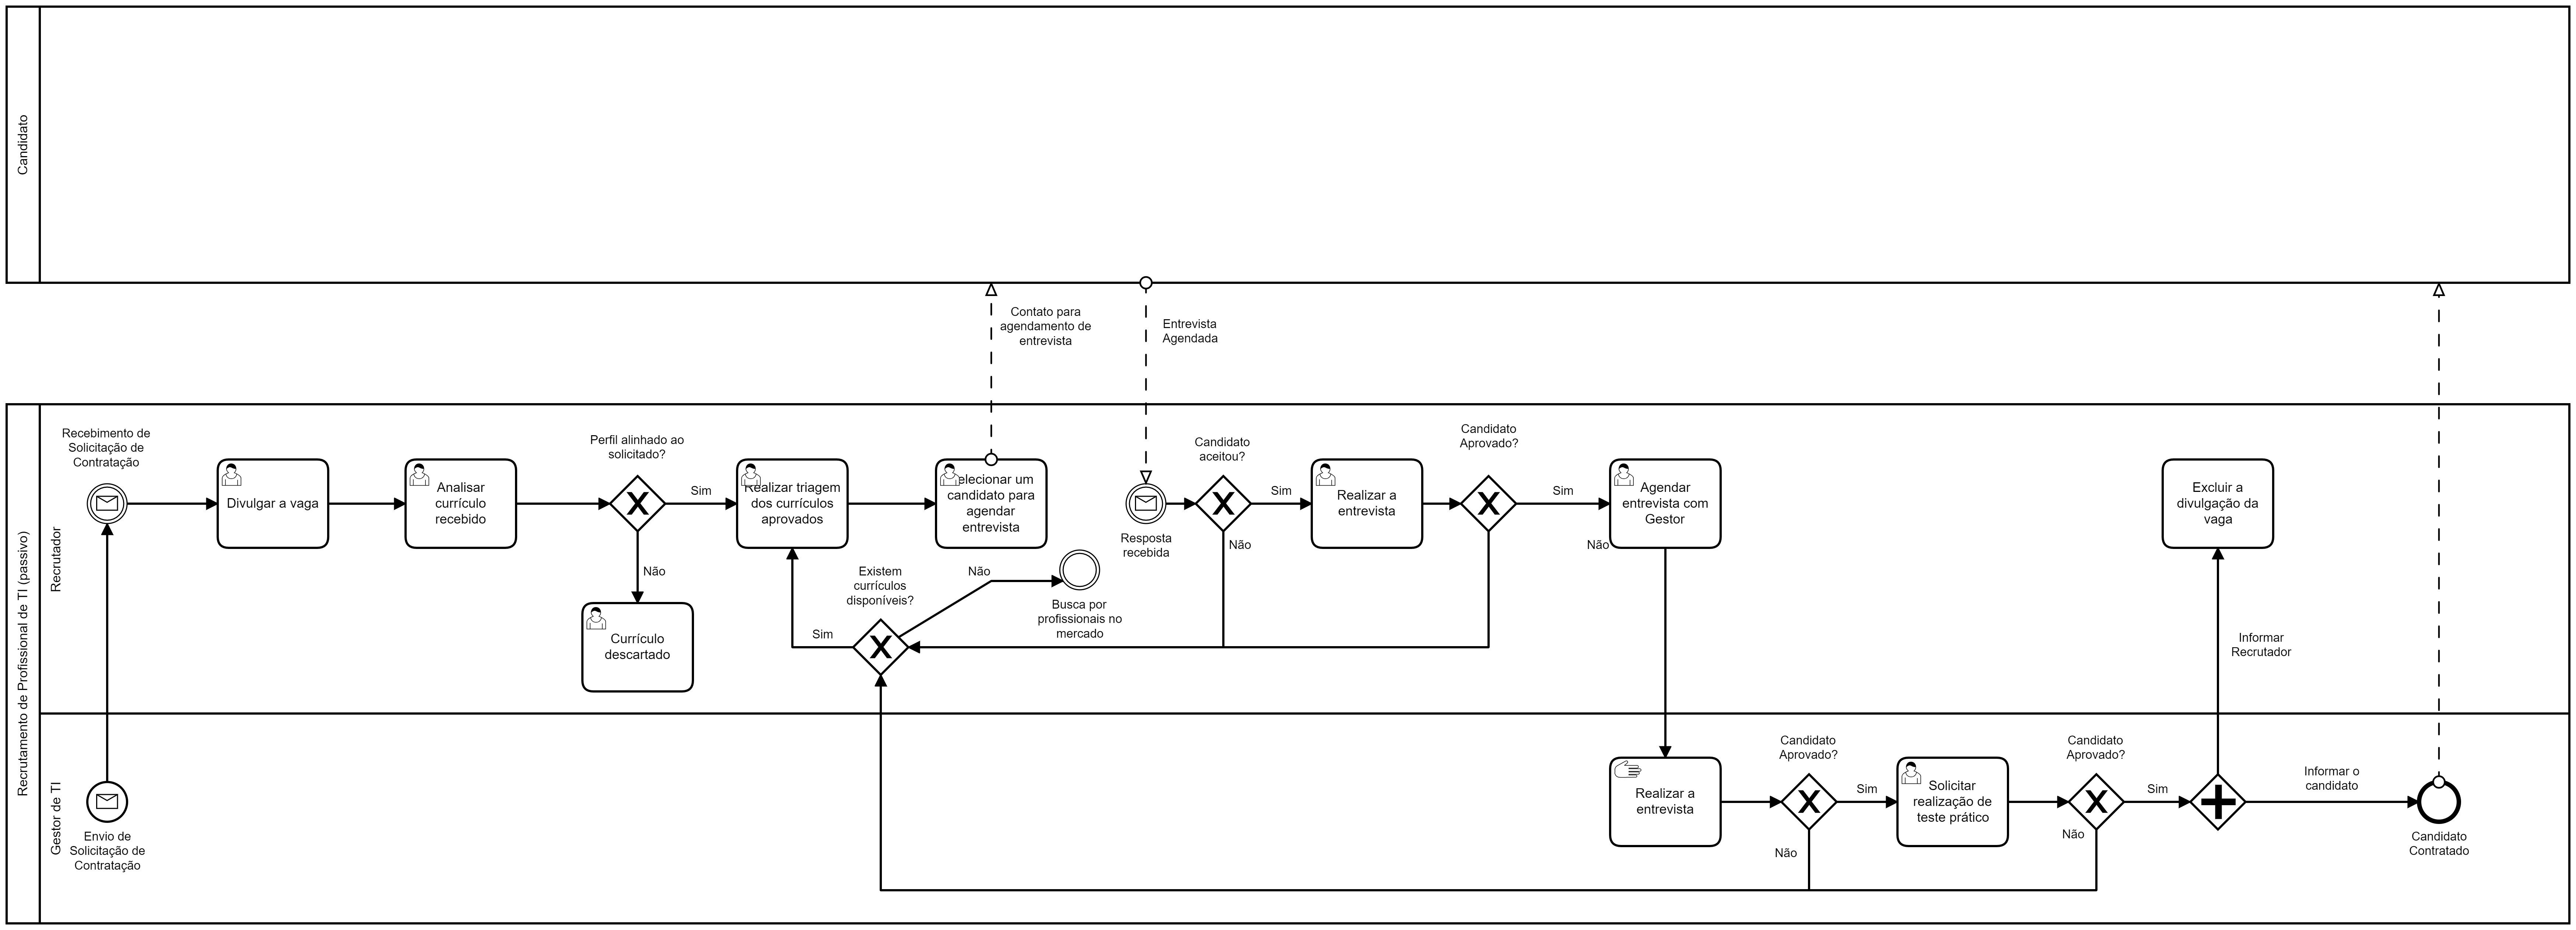 Candidato
Contato para
agendamento de
entrevista
Entrevista
Agendada
Recrutamento de Profissional de TI (passivo)
Recrutador
Recebimento de
Solicitação de
Contratação
Divulgar a vaga
Analisar
currículo
recebido
Perfil alinhado ao
solicitado?
Sim
Não
Currículo
descartado
Realizar triagem
dos currículos
aprovados
elecionar um
candidato para
agendar
entrevista
Existem
currículos
disponíveis?
Sim
Não
Busca por
profissionais no
mercado
Resposta
recebida
Candidato
aceitou?
Sim
Não
Realizar a
entrevista
Candidato
Aprovado?
Sim
Não
Agendar
entrevista com
Gestor
Excluir a
divulgação da
vaga
Informar
Recrutador
Gestor de TI
Envio de
Solicitação de
Contratação
Realizar a
entrevista
Candidato
Aprovado?
Sim
Não
Solicitar
realização de
teste prático
Candidato
Aprovado?
Sim
Não
Informar o
candidato
Candidato
Contratado